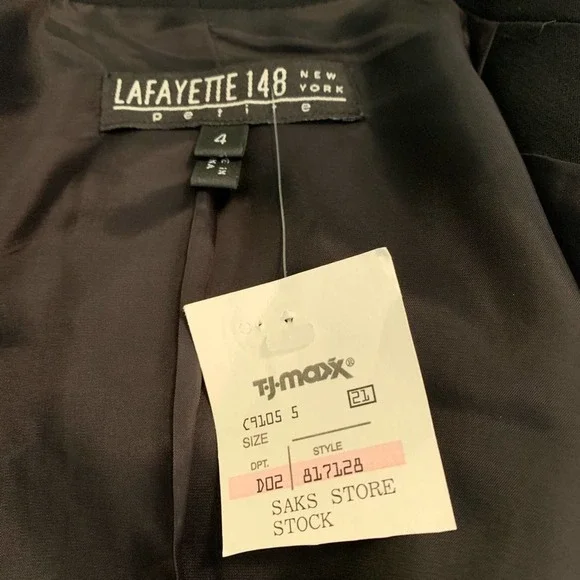 LAFAYETTE 148 NEW YORK
petite
4
T·J·maxx®
C9105 5 21
SIZE
DPT. STYLE
D02 817128
SAKS STORE
STOCK